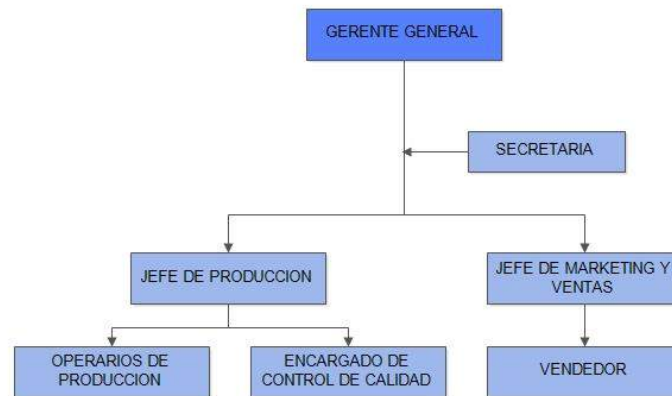 GERENTE GENERAL
SECRETARIA
JEFE DE PRODUCCION
JEFE DE MARKETING Y
VENTAS
OPERARIOS DE
PRODUCCION
ENCARGADO DE
CONTROL DE CALIDAD
VENDEDOR